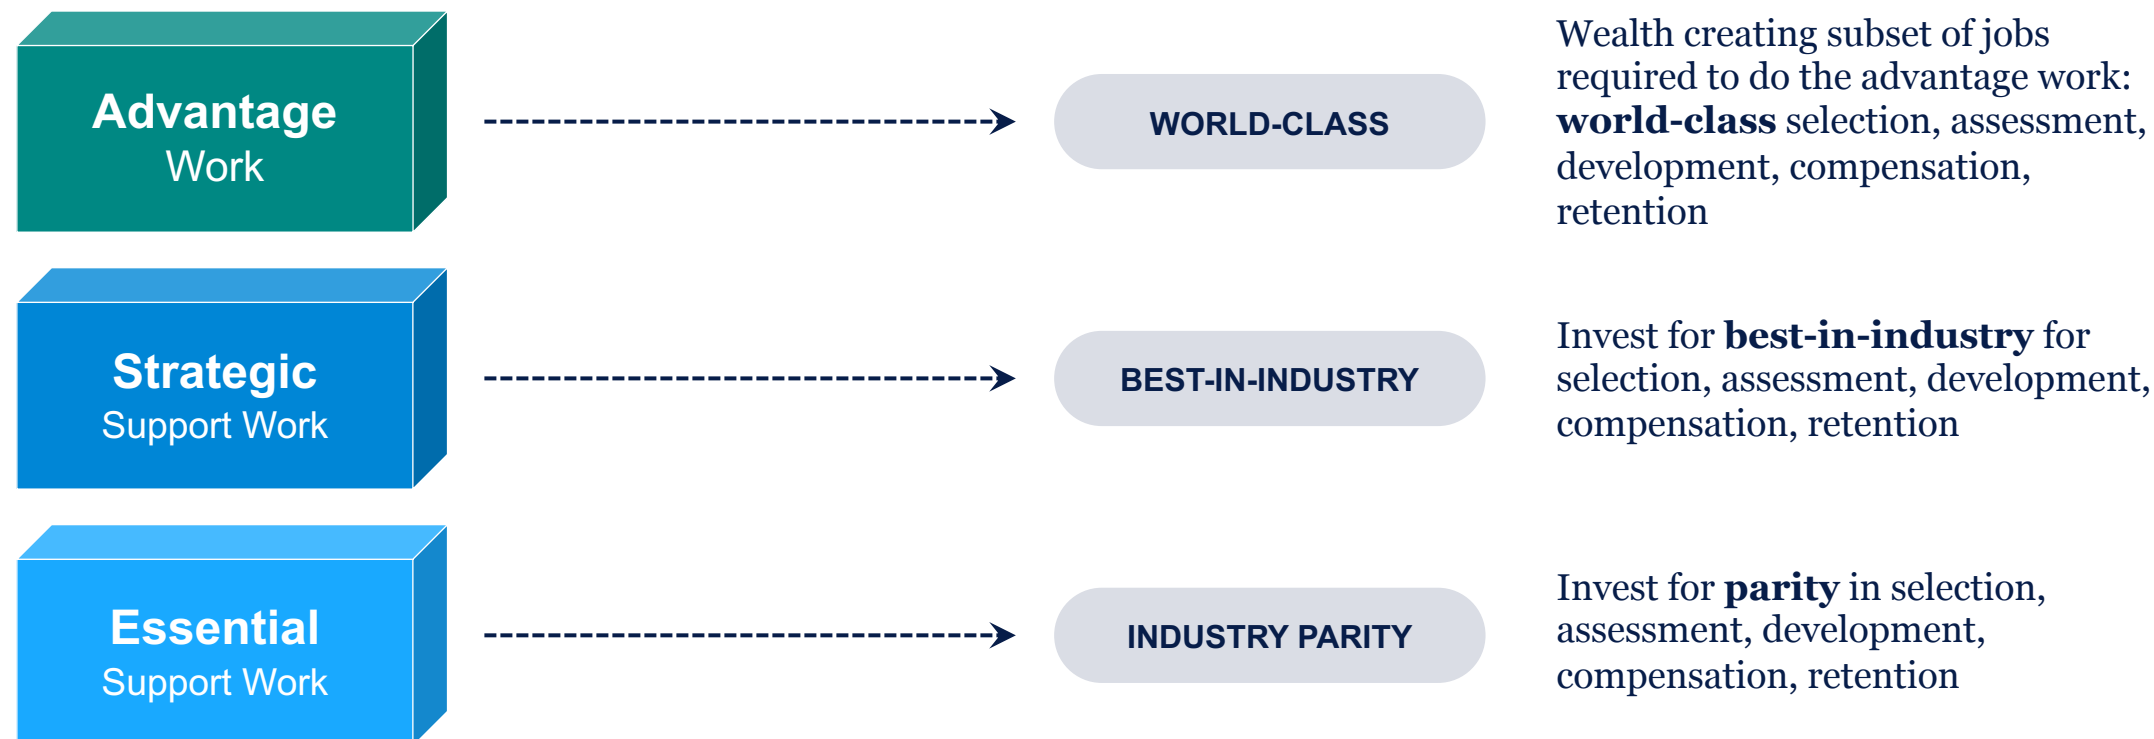 Advantage
Work
WORLD-CLASS
Wealth creating subset of jobs
required to do the advantage work:
world-class selection, assessment,
development, compensation,
retention
Strategic
Support Work
BEST-IN-INDUSTRY
Invest for best-in-industry for
selection, assessment, development,
compensation, retention
Essential
Support Work
INDUSTRY PARITY
Invest for parity in selection,
assessment, development,
compensation, retention